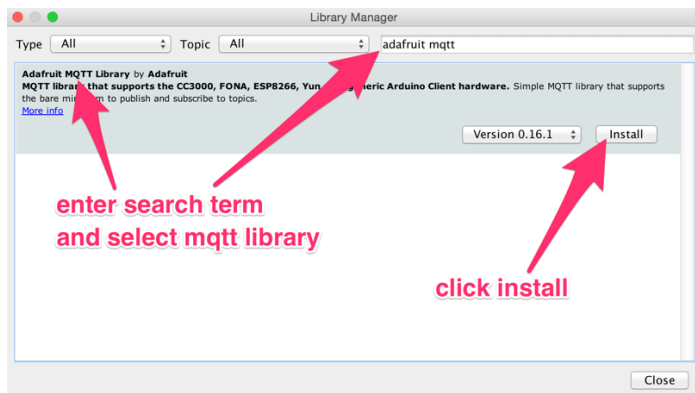 Library Manager
Type All Topic All adafruit mqtt
Adafruit MQTT Library by Adafruit
MQTT library that supports the CC3000, FONA, ESP8266, Yun, generic Arduino Client hardware. Simple MQTT library that supports
the bare minimum to publish and subscribe to topics.
More info
Version 0.16.1 Install
enter search term
and select mqtt library
click install
Close